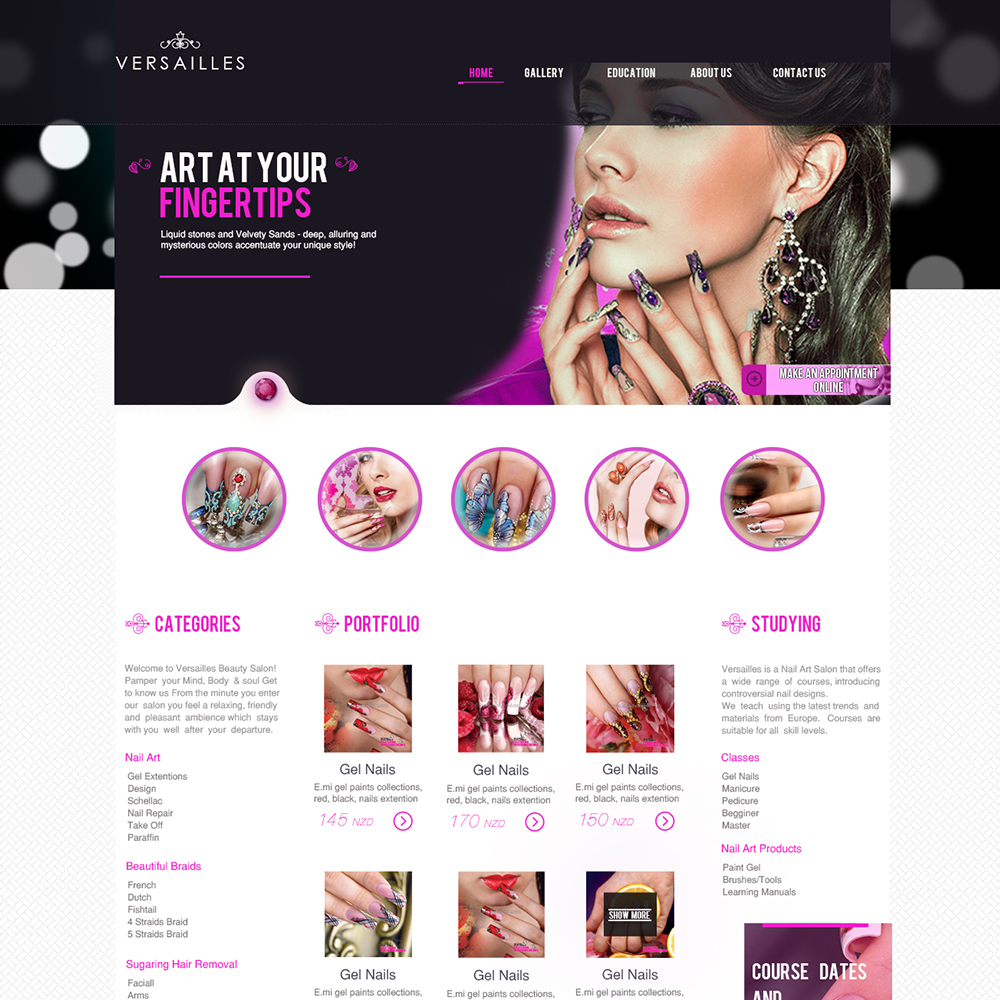 VERSAILLES
HOME GALLERY EDUCATION ABOUT US CONTACT US
ART AT YOUR
FINGERTIPS
Liquid stones and Velvety Sands - deep, alluring and
mysterious colors accentuate your unique style!
MAKE AN APPOINTMENT
ONLINE
CATEGORIES
Welcome to Versailles Beauty Salon!
Pamper your Mind, Body & soul Get
to know us From the minute you enter
our salon you feel a relaxing, friendly
and pleasant ambience which stays
with you well after your departure.
Nail Art
Gel Extentions
Design
Schellac
Nail Repair
Take Off
Paraffin
Beautiful Braids
French
Dutch
Fishtail
4 Straids Braid
5 Straids Braid
Sugaring Hair Removal
Faciall
Arms
PORTFOLIO
Gel Nails
E.mi gel paints collections,
red, black, nails extention
145 NZD
Gel Nails
E.mi gel paints collections,
red, black, nails extention
170 NZD
Gel Nails
E.mi gel paints collections,
red, black, nails extention
150 NZD
Gel Nails
E.mi gel paints collections,
Gel Nails
E.mi gel paints collections,
SHOW MORE
Gel Nails
E.mi gel paints collections,
STUDYING
Versailles is a Nail Art Salon that offers
a wide range of courses, introducing
controversial nail designs.
We teach using the latest trends and
materials from Europe. Courses are
suitable for all skill levels.
Classes
Gel Nails
Manicure
Pedicure
Begginer
Master
Nail Art Products
Paint Gel
Brushes/Tools
Learning Manuals
COURSE DATES
AND